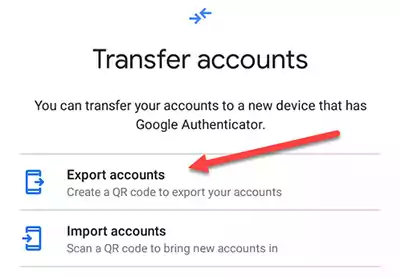 Transfer accounts
You can transfer your accounts to a new device that has
Google Authenticator.
Export accounts
Create a QR code to export your accounts
Import accounts
Scan a QR code to bring new accounts in